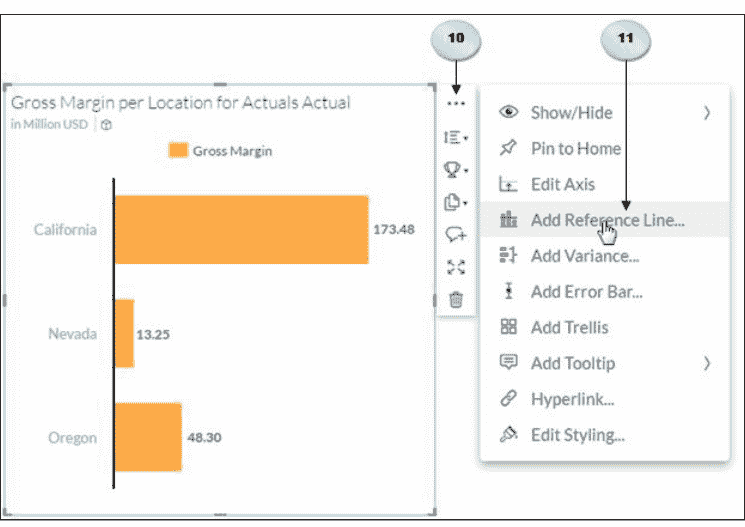 10
11
Gross Margin per Location for Actuals Actual
in Million USD
Gross Margin
California
173.48
Nevada
13.25
Oregon
48.30
Show/Hide
Pin to Home
Edit Axis
Add Reference Line...
Add Variance...
Add Error Bar...
Add Trellis
Add Tooltip
Hyperlink...
Edit Styling...